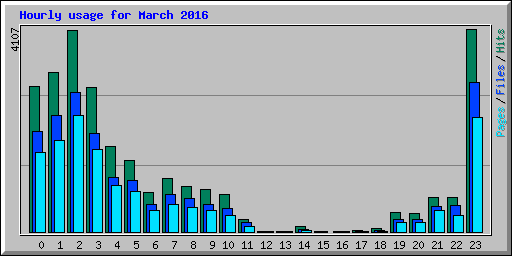 Hourly usage for March 2016
4107
Pages/Files/Hits
0 1 2 3 4 5 6 7 8 9 10 11 12 13 14 15 16 17 18 19 20 21 22 23